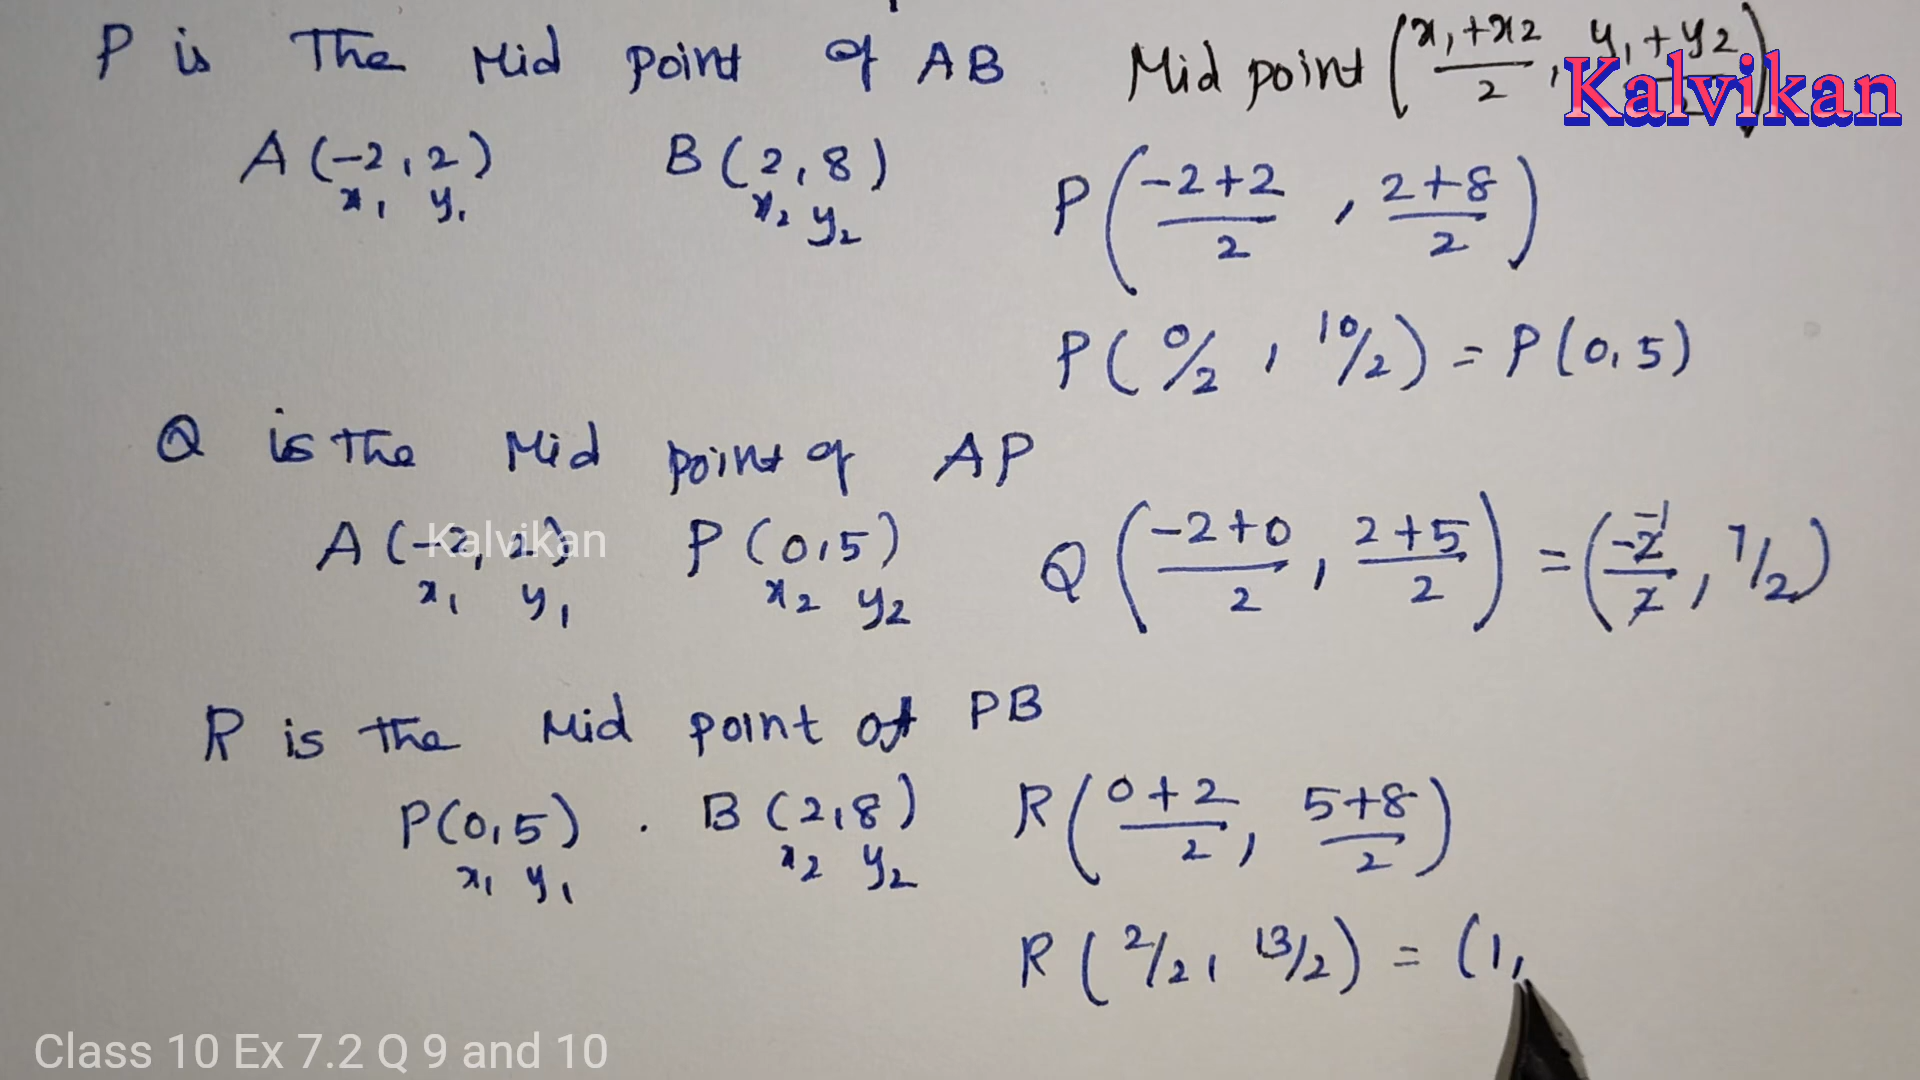 P is The Mid point of AB Mid point (x₁+x2/2, y₁+y2/2)
Kalvikan
A (-2, 2) B (2, 8)
x₁ y₁ x₂ y₂
P (-2+2/2, 2+8/2)
P (0/2, 10/2) = P (0, 5)
Q is The Mid point of AP
A (-2, 2) P (0, 5) Q (-2+0/2, 2+5/2) = (-2/2 -1, 7/2)
Kalvikan
x₁ y₁ x₂ y₂
R is The Mid point of PB
P(0, 5) . B (2, 8) R (0+2/2, 5+8/2)
x₁ y₁ x₂ y₂
R (2/2, 13/2) = (1,
Class 10 Ex 7.2 Q 9 and 10